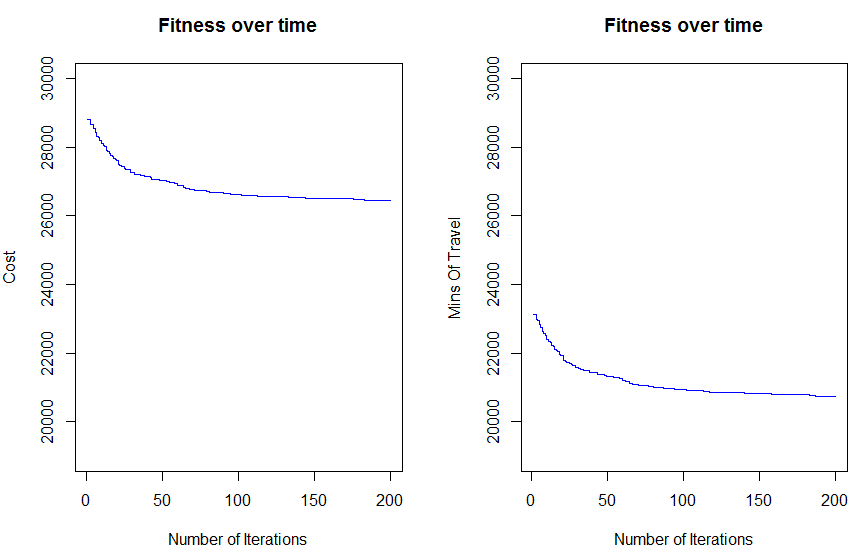 Fitness over time
Cost
30000
28000
26000
24000
22000
20000
0 50 100 150 200
Number of Iterations
Fitness over time
Mins Of Travel
30000
28000
26000
24000
22000
20000
0 50 100 150 200
Number of Iterations